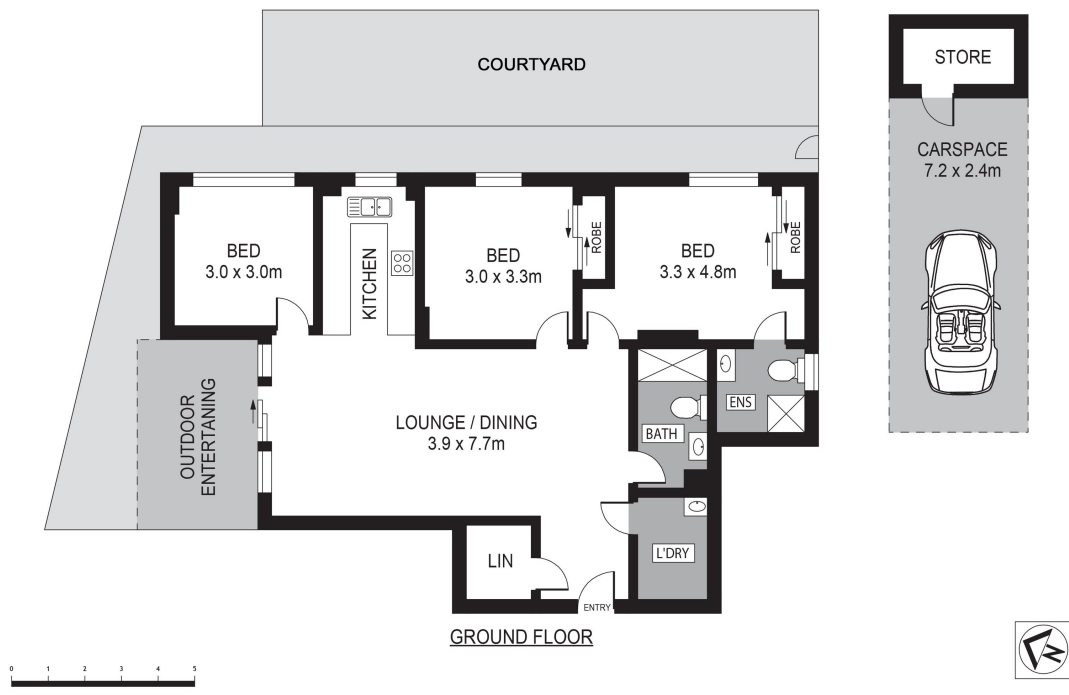 COURTYARD
STORE
CARSPACE
7.2 x 2.4m
BED
3.0 x 3.0m
KITCHEN
BED
3.0 x 3.3m
ROBE
BED
3.3 x 4.8m
ROBE
OUTDOOR
ENTERTANING
LOUNGE / DINING
3.9 x 7.7m
BATH
ENS
LIN
L'DRY
ENTRY
GROUND FLOOR
0 1 2 3 4 5
N